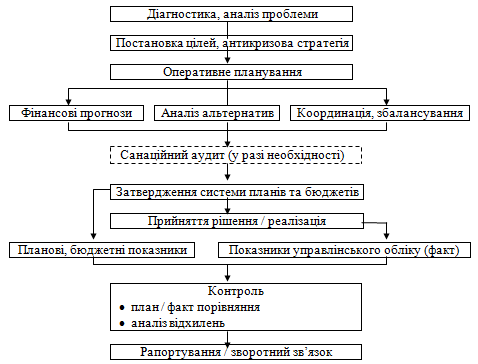 Діагностика, аналіз проблеми
Постановка цілей, антикризова стратегія
Оперативне планування
Фінансові прогнози
Аналіз альтернатив
Координація, збалансування
Санаційний аудит (у разі необхідності)
Затвердження системи планів та бюджетів
Прийняття рішення / реалізація
Планові, бюджетні показники
Показники управлінського обліку (факт)
Контроль
• план / факт порівняння
• аналіз відхилень
Рапортування / зворотний зв’язок